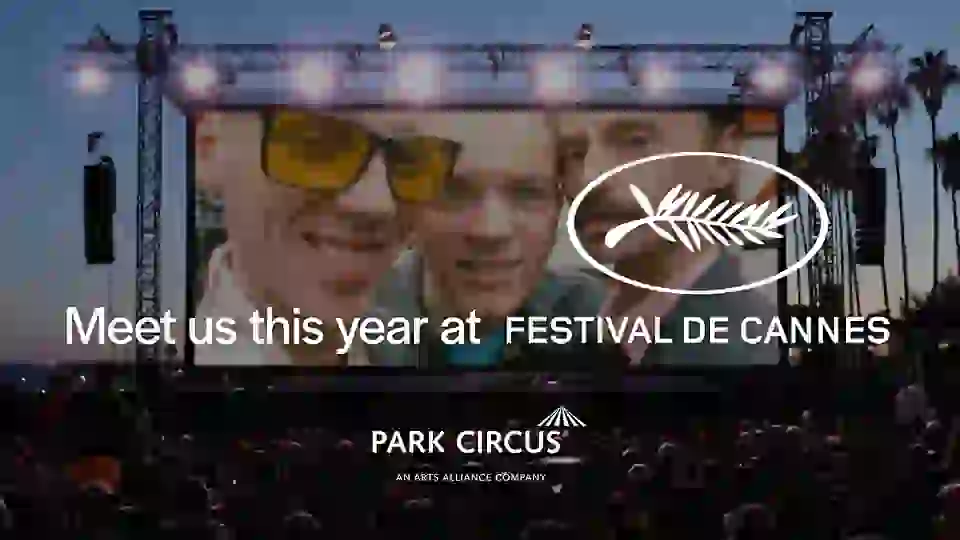 Meet us this year at FESTIVAL DE CANNES
PARK CIRCUS
AN ARTS ALLIANCE COMPANY